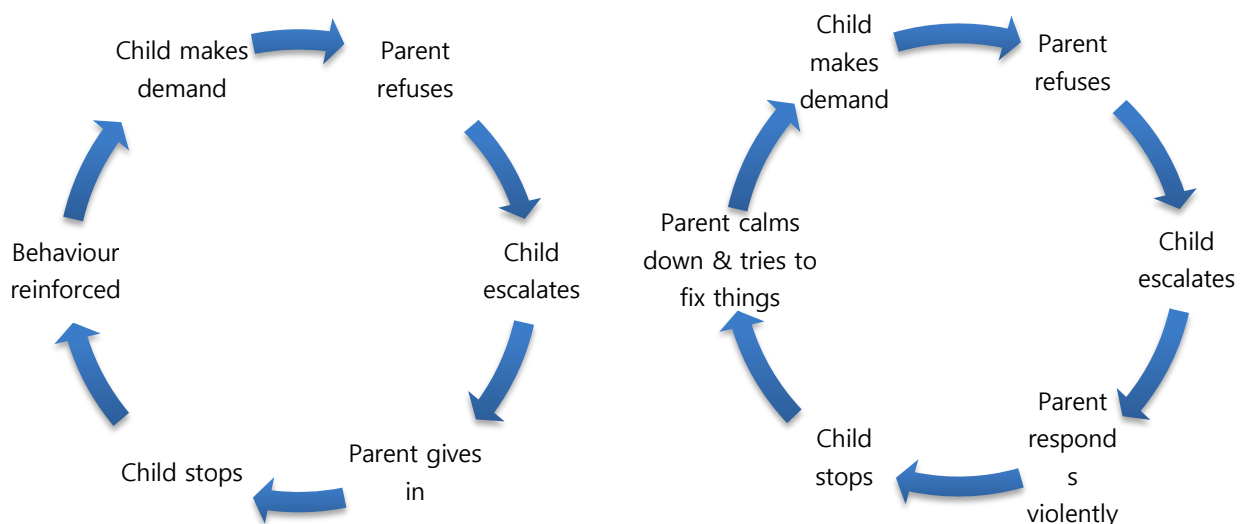 Child makes
demand
Parent
refuses
Child
escalates
Parent gives
in
Child stops
Behaviour
reinforced
Child
makes
demand
Parent
refuses
Child
escalates
Parent
respond
s
violently
Child
stops
Parent calms
down & tries to
fix things